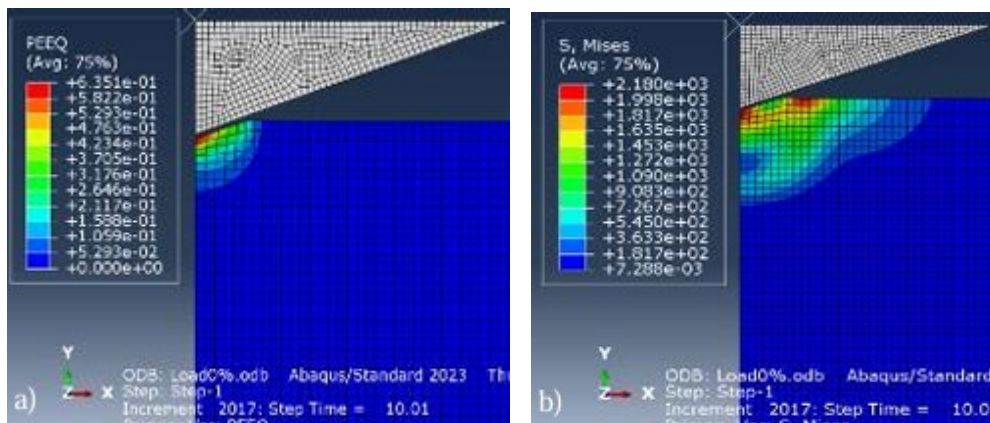 PEEQ
(Avg: 75%)
+6.351e-01
+5.822e-01
+5.293e-01
+4.763e-01
+4.234e-01
+3.705e-01
+3.176e-01
+2.646e-01
+2.117e-01
+1.588e-01
+1.059e-01
+5.293e-02
+0.000e+00
Y
Z X
a)
ODB: Load0%.odb Abaqus/Standard 2023
Step: Step-1
Increment 2017: Step Time = 10.01
S, Mises
(Avg: 75%)
+2.180e+03
+1.998e+03
+1.817e+03
+1.635e+03
+1.453e+03
+1.272e+03
+1.090e+03
+9.083e+02
+7.267e+02
+5.450e+02
+3.633e+02
+1.817e+02
+7.288e-03
Y
Z X
b)
ODB: Load0%.odb Abaqus/Standard
Step: Step-1
Increment 2017: Step Time = 10.0